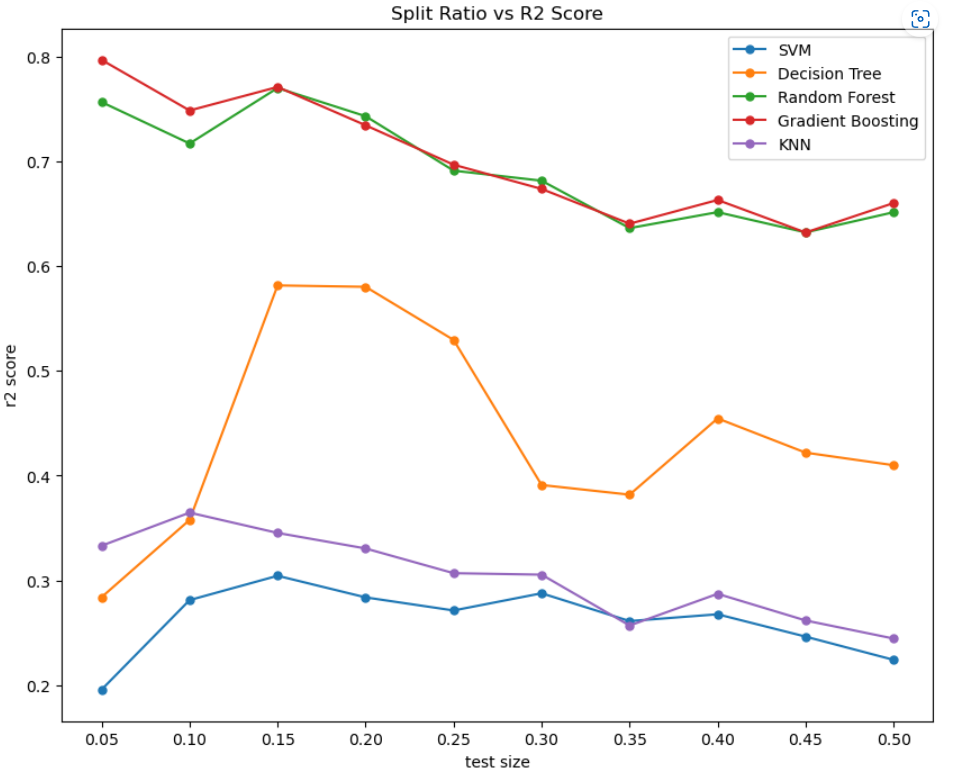 Split Ratio vs R2 Score
SVM
Decision Tree
Random Forest
Gradient Boosting
KNN
r2 score
0.8
0.7
0.6
0.5
0.4
0.3
0.2
0.05 0.10 0.15 0.20 0.25 0.30 0.35 0.40 0.45 0.50
test size